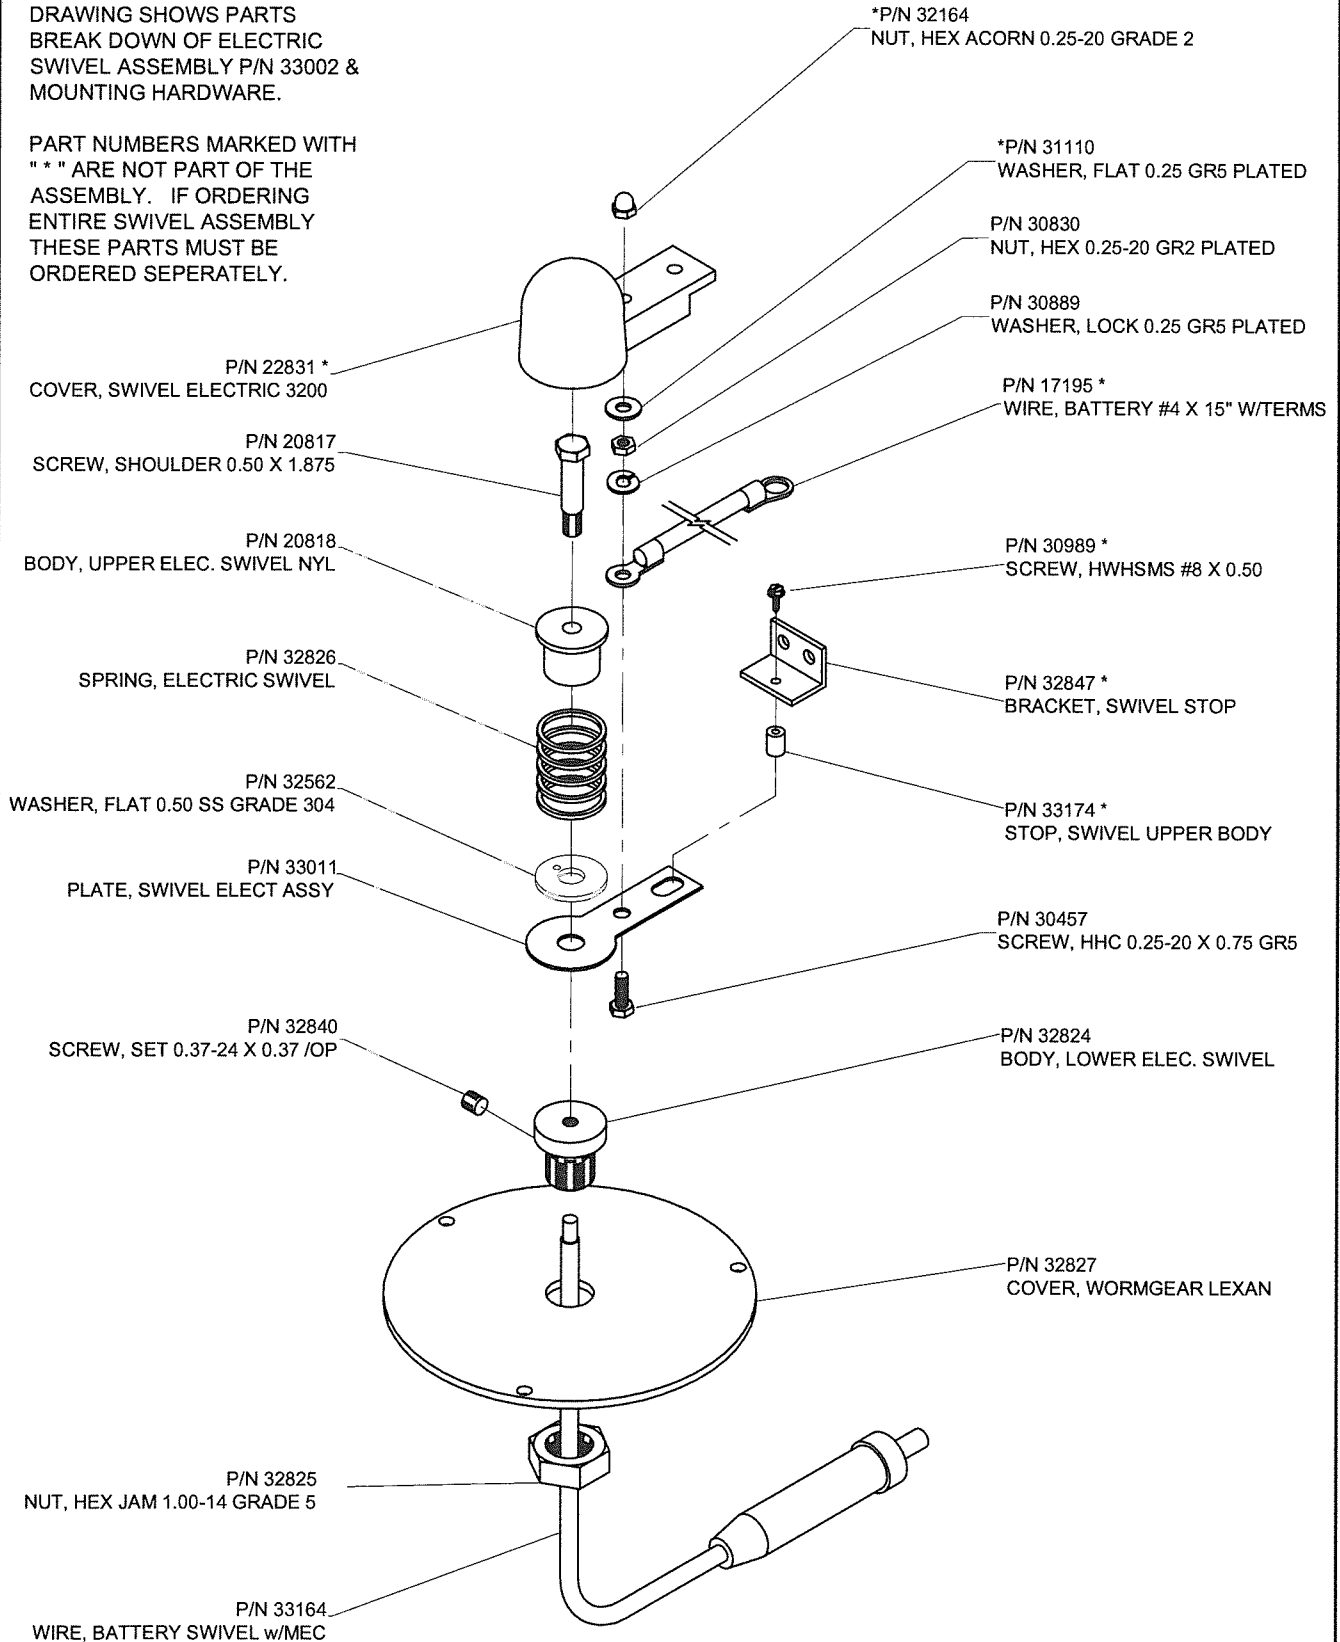 DRAWING SHOWS PARTS
BREAK DOWN OF ELECTRIC
SWIVEL ASSEMBLY P/N 33002 &
MOUNTING HARDWARE.
PART NUMBERS MARKED WITH
" * " ARE NOT PART OF THE
ASSEMBLY. IF ORDERING
ENTIRE SWIVEL ASSEMBLY
THESE PARTS MUST BE
ORDERED SEPERATELY.
*P/N 32164
NUT, HEX ACORN 0.25-20 GRADE 2
*P/N 31110
WASHER, FLAT 0.25 GR5 PLATED
P/N 30830
NUT, HEX 0.25-20 GR2 PLATED
P/N 30889
WASHER, LOCK 0.25 GR5 PLATED
P/N 17195 *
WIRE, BATTERY #4 X 15" W/TERMS
P/N 30989 *
SCREW, HWHSMS #8 X 0.50
P/N 32847 *
BRACKET, SWIVEL STOP
P/N 33174 *
STOP, SWIVEL UPPER BODY
P/N 30457
SCREW, HHC 0.25-20 X 0.75 GR5
P/N 32824
BODY, LOWER ELEC. SWIVEL
P/N 32827
COVER, WORMGEAR LEXAN
P/N 22831 *
COVER, SWIVEL ELECTRIC 3200
P/N 20817
SCREW, SHOULDER 0.50 X 1.875
P/N 20818
BODY, UPPER ELEC. SWIVEL NYL
P/N 32826
SPRING, ELECTRIC SWIVEL
P/N 32562
WASHER, FLAT 0.50 SS GRADE 304
P/N 33011
PLATE, SWIVEL ELECT ASSY
P/N 32840
SCREW, SET 0.37-24 X 0.37 /OP
P/N 32825
NUT, HEX JAM 1.00-14 GRADE 5
P/N 33164
WIRE, BATTERY SWIVEL w/MEC